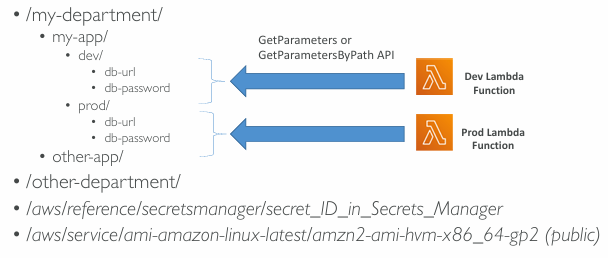 • /my-department/
• my-app/
• dev/
• db-url
• db-password
• prod/
• db-url
• db-password
• other-app/
GetParameters or
GetParametersByPath API
Dev Lambda
Function
Prod Lambda
Function
• /other-department/
• /aws/reference/secretsmanager/secret_ID_in_Secrets_Manager
• /aws/service/ami-amazon-linux-latest/amzn2-ami-hvm-x86_64-gp2 (public)